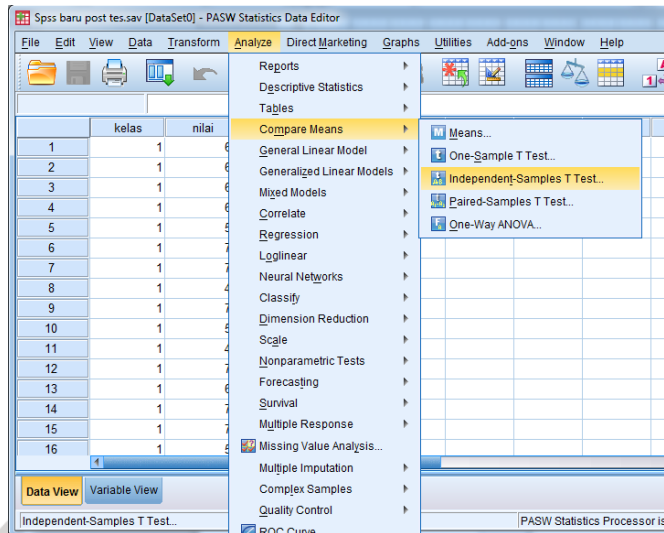 Spss baru post tes.sav [DataSet0] - PASW Statistics Data Editor
File Edit View Data Transform Analyze Direct Marketing Graphs Utilities Add-ons Window Help
kelas nilai
1 1
2 1
3 1
4 1
5 1
6 1
7 1
8 1
9 1
10 1
11 1
12 1
13 1
14 1
15 1
16 1
Reports
Descriptive Statistics
Tables
Compare Means
General Linear Model
Generalized Linear Models
Mixed Models
Correlate
Regression
Loglinear
Neural Networks
Classify
Dimension Reduction
Scale
Nonparametric Tests
Forecasting
Survival
Multiple Response
Missing Value Analysis...
Multiple Imputation
Complex Samples
Quality Control
ROC Curve
Means...
One-Sample T Test...
Independent-Samples T Test...
Paired-Samples T Test...
One-Way ANOVA...
Data View Variable View
Independent-Samples T Test...
PASW Statistics Processor is